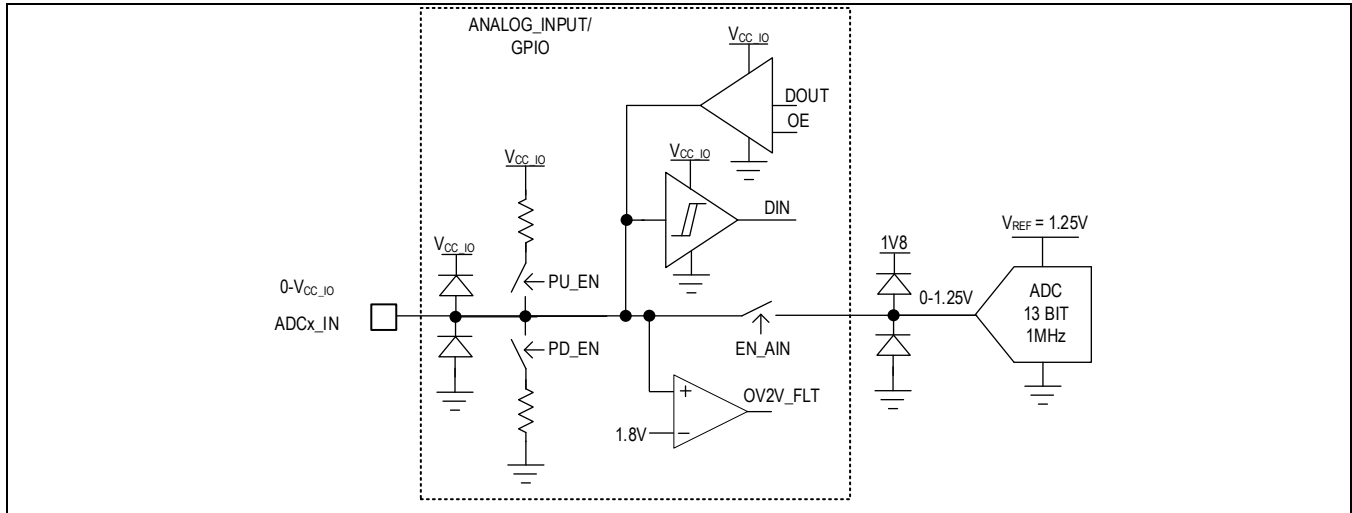 ANALOG_INPUT/
GPIO
VCC_IO
DOUT
OE
VCC_IO
VCC_IO
DIN
VREF = 1.25V
VCC_IO
1V8
0-VCC_IO
PU_EN
0-1.25V
ADC
13 BIT
1MHz
ADCx_IN
PD_EN
EN_AIN
+
OV2V_FLT
1.8V
−